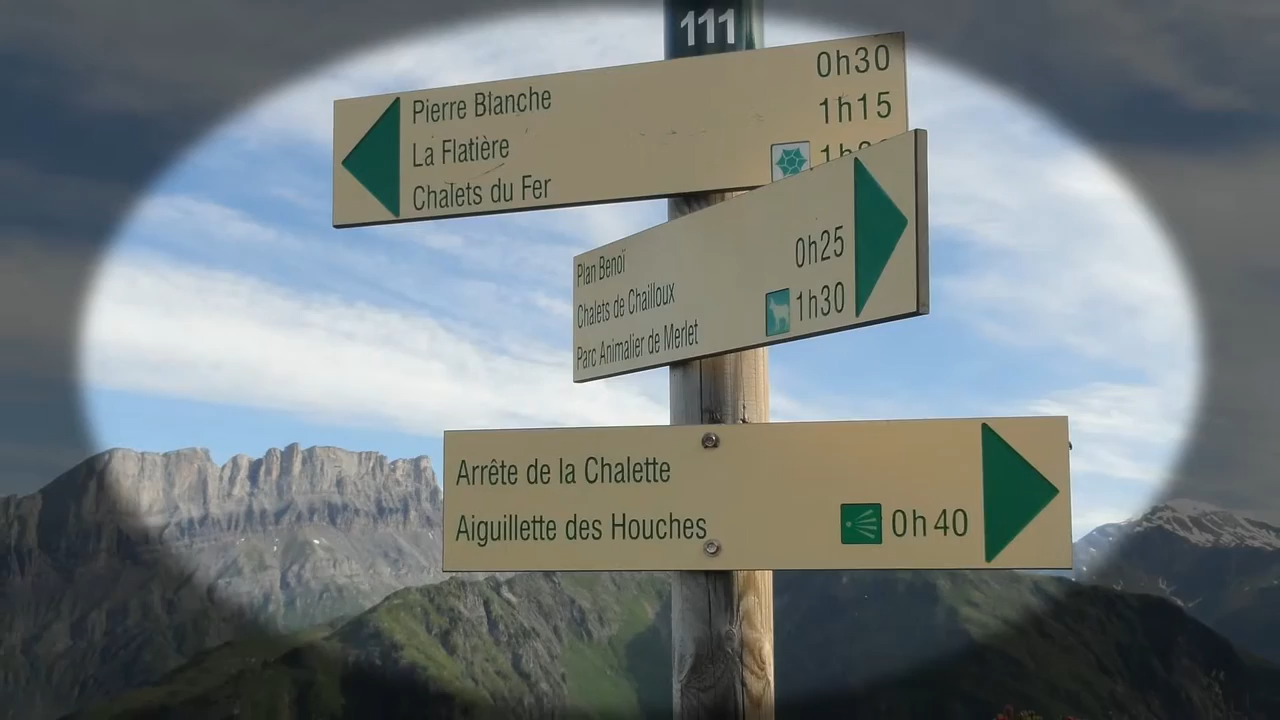 111
Pierre Blanche 0h30
La Flatière 1h15
Chalets du Fer
Plan Benoï
Chalets de Chailloux 0h25
Parc Animalier de Merlet 1h30
Arrête de la Chalette
Aiguillette des Houches 0h40